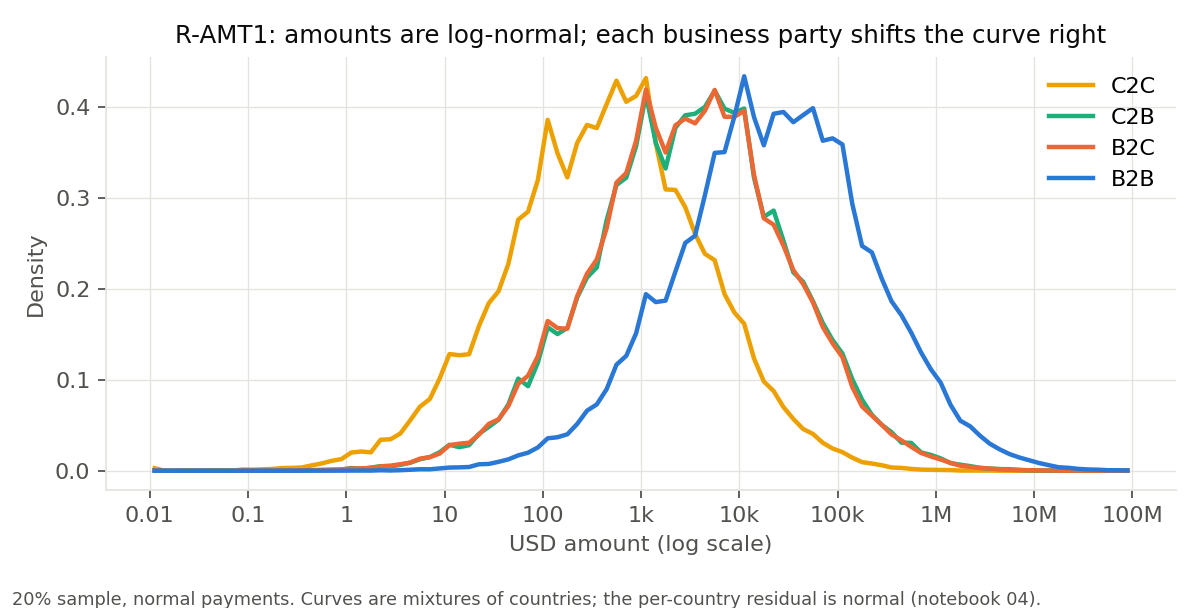 R-AMT1: amounts are log-normal; each business party shifts the curve right
C2C
C2B
B2C
B2B
Density
0.4
0.3
0.2
0.1
0.0
0.01 0.1 1 10 100 1k 10k 100k 1M 10M 100M
USD amount (log scale)
20% sample, normal payments. Curves are mixtures of countries; the per-country residual is normal (notebook 04).